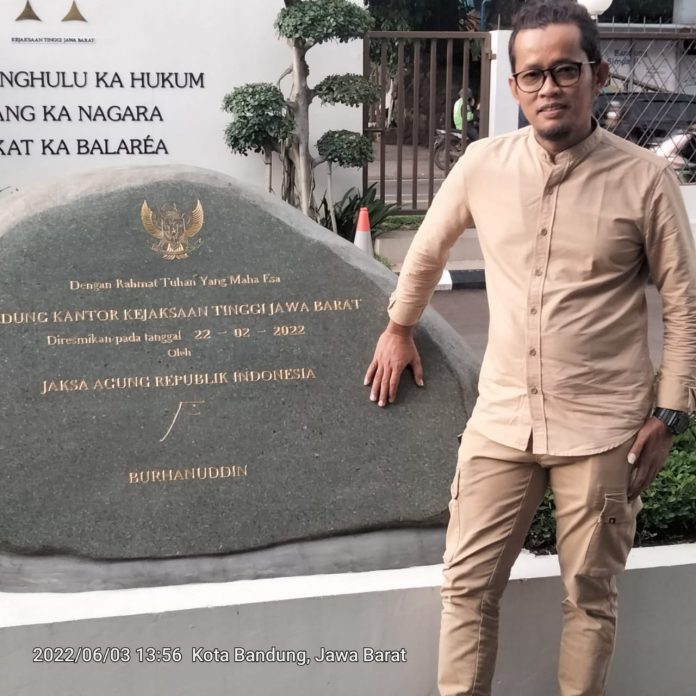 KEJAKSAAN TINGGI JAWA BARAT
NGHULU KA HUKUM
ANG KA NAGARA
KAT KA BALARÉA
Dengan Rahmat Tuhan Yang Maha Esa
DUNG KANTOR KEJAKSAAN TINGGI JAWA BARAT
Diresmikan pada tanggal 22 - 02 - 2022
Oleh
JAKSA AGUNG REPUBLIK INDONESIA
BURHANUDDIN
2022/06/03 13:56 Kota Bandung, Jawa Barat